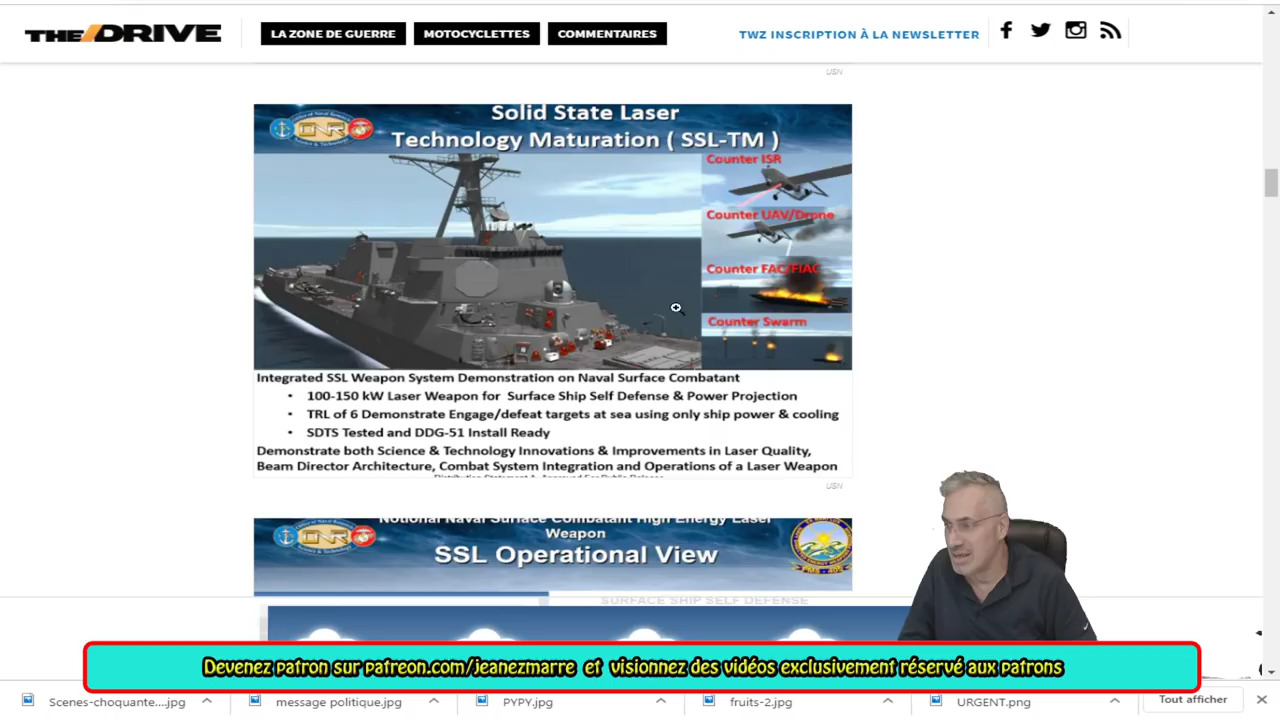 THE/DRIVE
LA ZONE DE GUERRE
MOTOCYCLETTES
COMMENTAIRES
TWZ INSCRIPTION À LA NEWSLETTER
USN
Solid State Laser
Technology Maturation ( SSL-TM )
Counter ISR
Counter UAV/Drone
Counter FAC/FIAC
Counter Swarm
Integrated SSL Weapon System Demonstration on Naval Surface Combatant
• 100-150 kW Laser Weapon for Surface Ship Self Defense & Power Projection
• TRL of 6 Demonstrate Engage/defeat targets at sea using only ship power & cooling
• SDTS Tested and DDG-51 Install Ready
Demonstrate both Science & Technology Innovations & Improvements in Laser Quality,
Beam Director Architecture, Combat System Integration and Operations of a Laser Weapon
Distribution Statement A. Approved For Public Release
USN
Notional Naval Surface Combatant High Energy Laser
Weapon
SSL Operational View
SURFACE SHIP SELF DEFENSE
Devenez patron sur patreon.com/jeanezmarre et visionnez des vidéos exclusivement réservé aux patrons
Scenes-choquante....jpg
message politique.jpg
PYPY.jpg
fruits-2.jpg
URGENT.png
Tout afficher